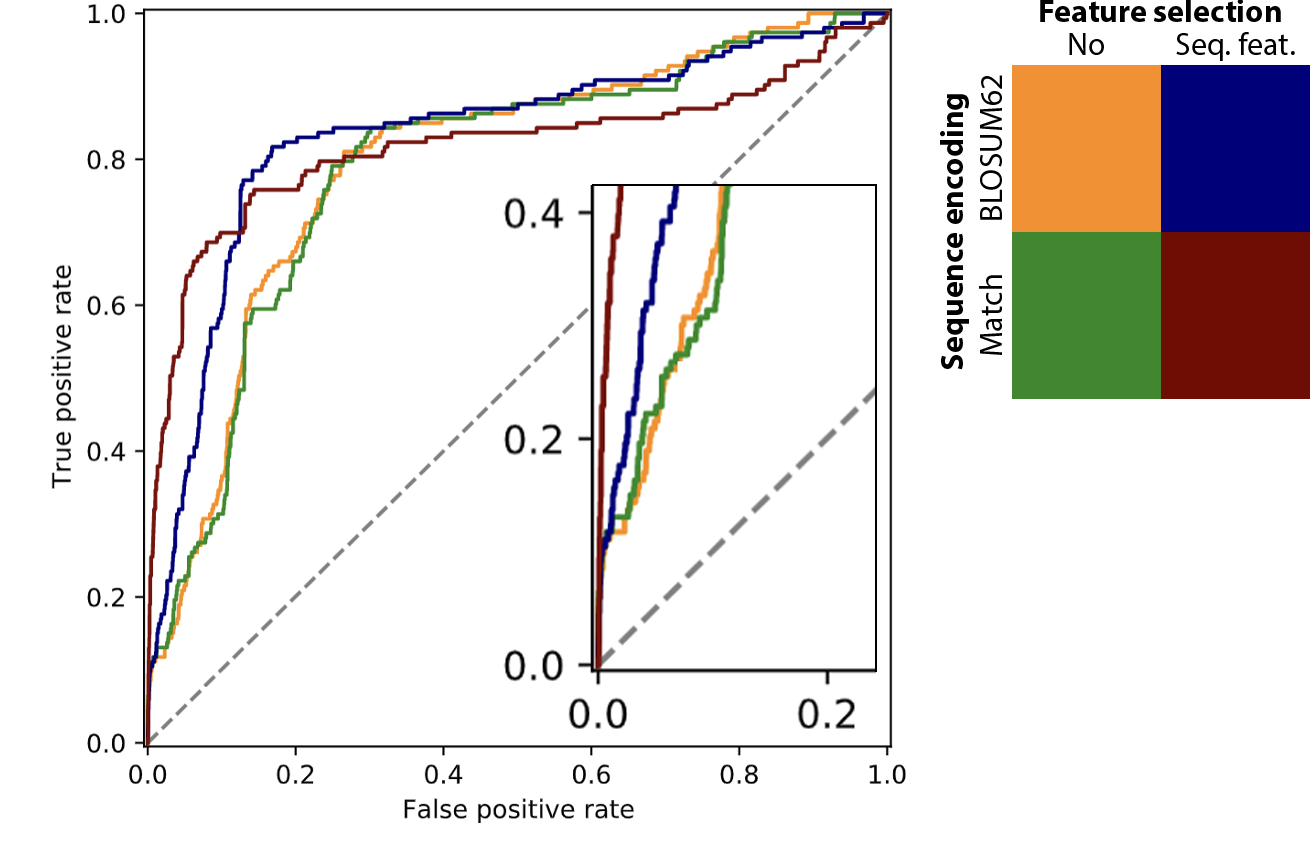 1.0
0.8
0.6
0.4
0.2
0.0
True positive rate
0.0 0.2 0.4 0.6 0.8 1.0
False positive rate
0.4
0.2
0.0
0.0 0.2
Feature selection
No Seq. feat.
Sequence encoding
BLOSUM62
Match